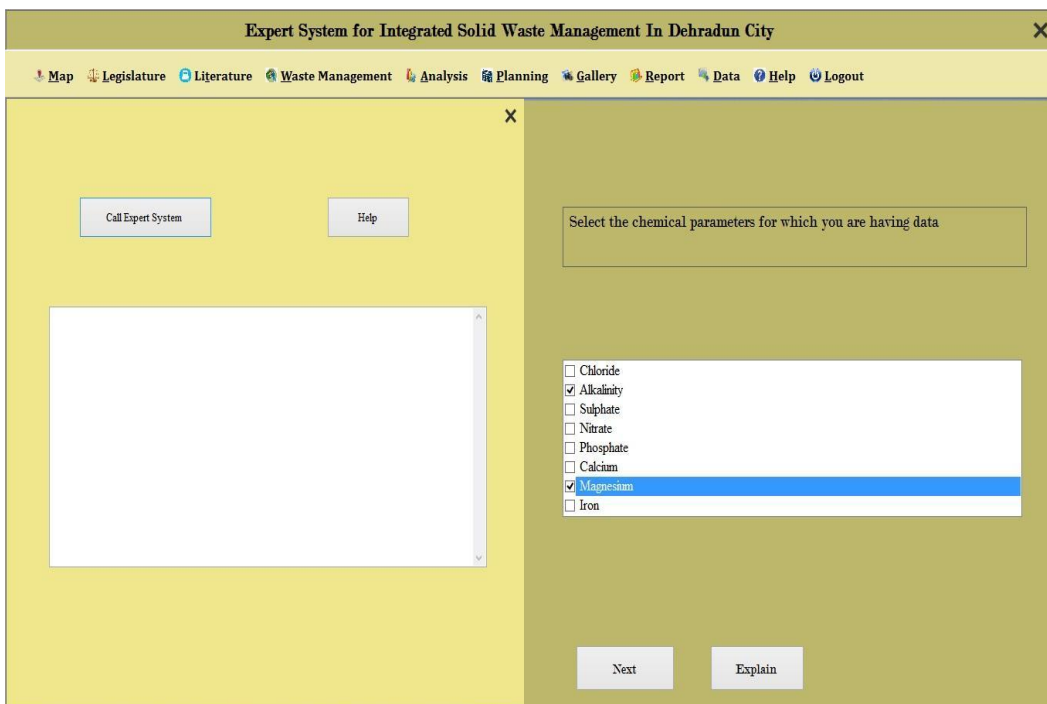 Expert System for Integrated Solid Waste Management In Dehradun City
Map Legislature Literature Waste Management Analysis Planning Gallery Report Data Help Logout
Call Expert System
Help
Select the chemical parameters for which you are having data
Chloride
Alkalinity
Sulphate
Nitrate
Phosphate
Calcium
Magnesium
Iron
Next
Explain